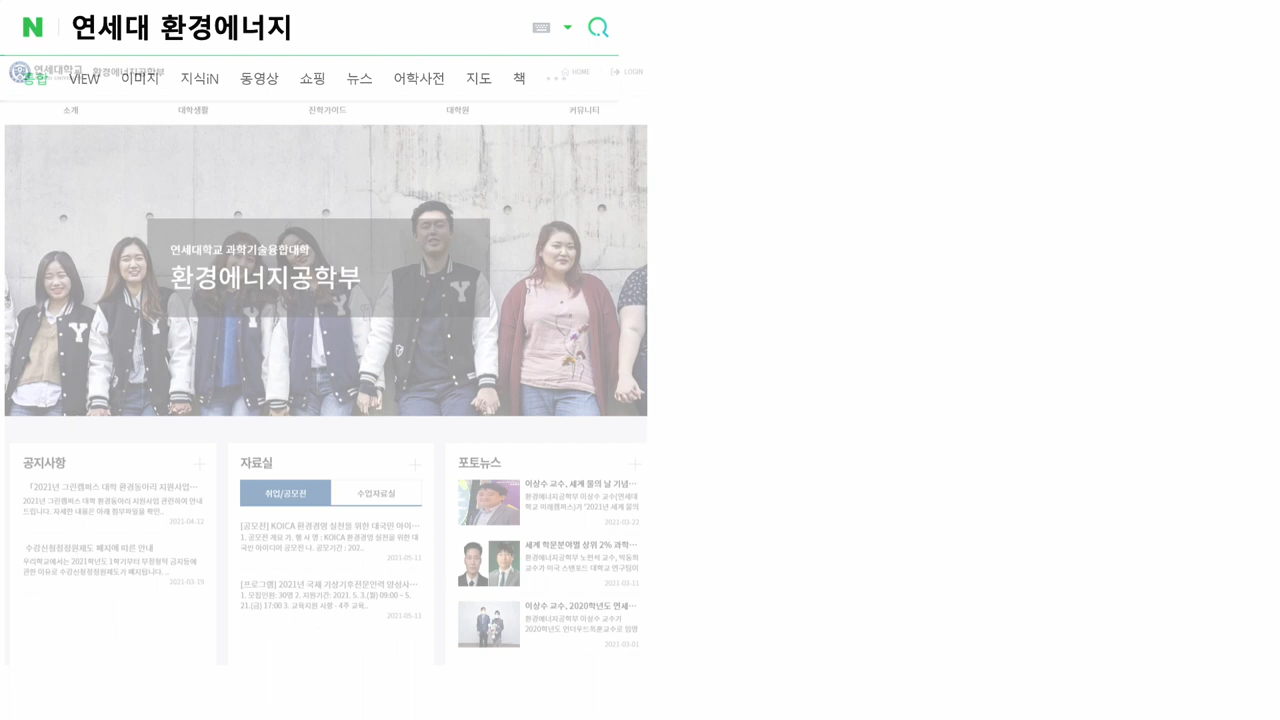 N 연세대 환경에너지
연세대학교 환경에너지공학부 HOME LOGIN
통합 VIEW 이미지 지식iN 동영상 쇼핑 뉴스 어학사전 지도 책
소개 대학생활 진학가이드 대학원 커뮤니티
연세대학교 과학기술융합대학
환경에너지공학부
공지사항
「2021년 그린캠퍼스 대학 환경동아리 지원사업…
2021년 그린캠퍼스 대학 환경동아리 지원사업 관련하여 안내
드립니다. 자세한 내용은 아래 첨부파일을 확인..
2021-04-12
수강신청정정원제도 폐지에 따른 안내
우리학교에서는 2021학년도 1학기부터 부정청탁 금지등에
관한 이유로 수강신청정정원제도가 폐지됩니다. ..
2021-03-19
자료실
취업/공모전 수업자료실
[공모전] KOICA 환경경영 실천을 위한 대국민 아이…
1. 공모전 개요 가. 행 사 명 : KOICA 환경경영 실천을 위한 대
국민 아이디어 공모전 나. 공모기간 : 202..
2021-05-11
[프로그램] 2021년 국제 기상기후전문인력 양성사…
1. 모집인원: 30명 2. 지원기간: 2021. 5. 3.(월) 09:00 ~ 5.
21.(금) 17:00 3. 교육지원 사항 · 4주 교육..
2021-05-11
포토뉴스
이상수 교수, 세계 물의 날 기념…
환경에너지공학부 이상수 교수(연세대
학교 미래캠퍼스)가 '2021년 세계 물의
2021-03-22
세계 학문분야별 상위 2% 과학…
환경에너지공학부 노현석 교수, 박동희
교수가 미국 스탠포드 대학교 연구팀이
2021-03-11
이상수 교수, 2020학년도 연세…
환경에너지공학부 이상수 교수가
2020학년도 언더우드특훈교수로 임명
2021-03-01